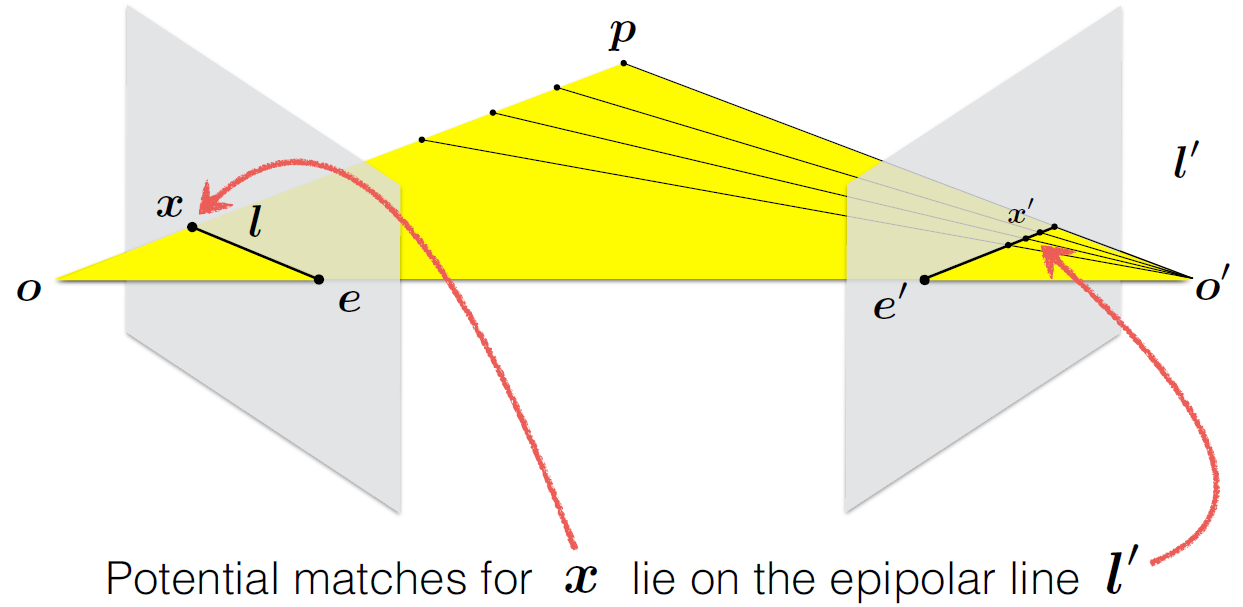 p
l′
x l x′
o e e′ o′
Potential matches for x lie on the epipolar line l′